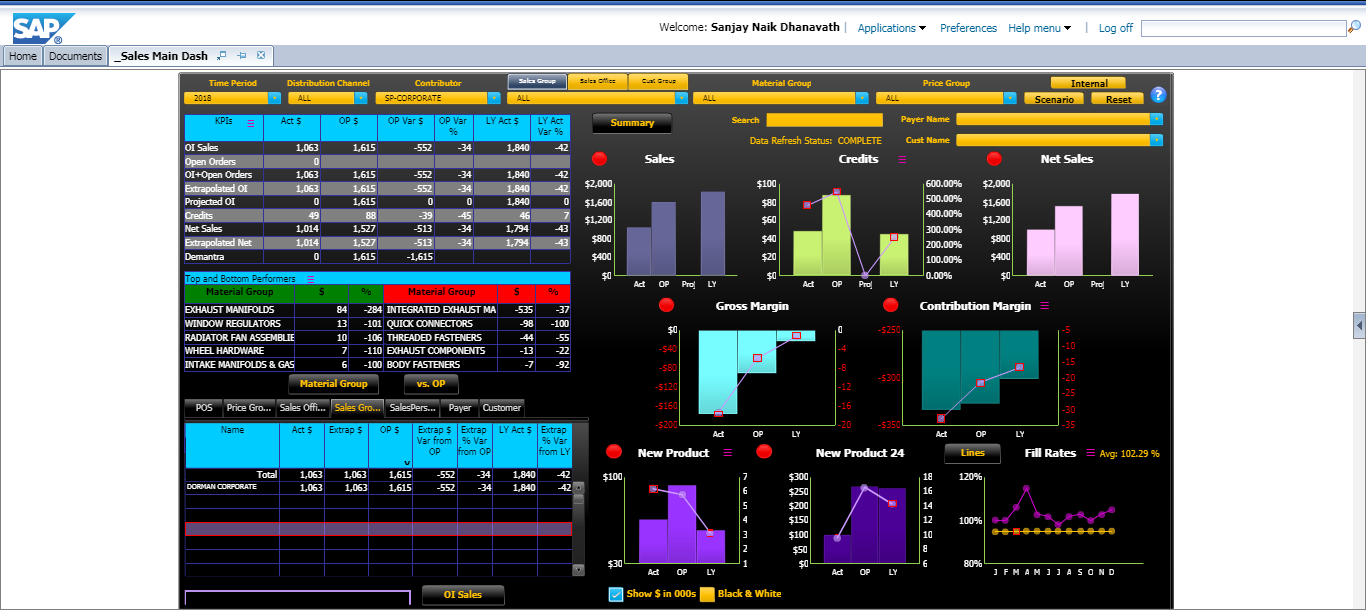 SAP ®
Welcome: Sanjay Naik Dhanavath | Applications Preferences Help menu | Log off
Home Documents _Sales Main Dash
Time Period Distribution Channel Contributor Sales Group Sales Office Cust Group Material Group Price Group Internal
2018 ALL SP-CORPORATE ALL ALL ALL Scenario Reset ?
KPIs Act $ OP $ OP Var $ OP Var % LY Act $ LY Act Var %
OI Sales 1,063 1,615 -552 -34 1,840 -42
Open Orders 0
OI+Open Orders 1,063 1,615 -552 -34 1,840 -42
Extrapolated OI 1,063 1,615 -552 -34 1,840 -42
Projected OI 0 1,615 0 0 1,840 0
Credits 49 88 -39 -45 46 7
Net Sales 1,014 1,527 -513 -34 1,794 -43
Extrapolated Net 1,014 1,527 -513 -34 1,794 -43
Demantra 0 1,615 -1,615
Summary Search Payer Name
Data Refresh Status: COMPLETE Cust Name
Sales
$2,000
$1,600
$1,200
$800
$400
$0
Act OP Proj LY
Credits
$100 600.00%
$80 500.00%
$60 400.00%
$40 300.00%
$20 200.00%
$0 100.00%
0.00%
Act OP Proj LY
Net Sales
$2,000
$1,600
$1,200
$800
$400
$0
Act OP Proj LY
Top and Bottom Performers
Material Group $ % Material Group $ %
EXHAUST MANIFOLDS 84 -284 INTEGRATED EXHAUST MA -535 -37
WINDOW REGULATORS 13 -101 QUICK CONNECTORS -98 -100
RADIATOR FAN ASSEMBLIE 10 -106 THREADED FASTENERS -44 -55
WHEEL HARDWARE 7 -110 EXHAUST COMPONENTS -13 -22
INTAKE MANIFOLDS & GAS 6 -100 BODY FASTENERS -7 -92
Material Group vs. OP
Gross Margin
$0 0
-$40 -4
-$80 -8
-$120 -12
-$160 -16
-$200 -20
Act OP LY
Contribution Margin
-$250 -5
-$300 -10
-$350 -15
-20
-25
-30
-35
Act OP LY
POS Price Gro... Sales Offi... Sales Gro... SalesPers... Payer Customer
Name Act $ Extrap $ OP $ Extrap $ Var from OP Extrap % Var from OP LY Act $ Extrap % Var from LY
Total 1,063 1,063 1,615 -552 -34 1,840 -42
DORMAN CORPORATE 1,063 1,063 1,615 -552 -34 1,840 -42
OI Sales
New Product
$100 7
$30 6
5
4
3
2
1
Act OP LY
New Product 24
$300 18
$250 16
$200 14
$150 12
$100 10
$50 8
$0 6
Act OP LY
Lines Fill Rates Avg: 102.29 %
120%
100%
80%
J F M A M J J A S O N D
Show $ in 000s Black & White